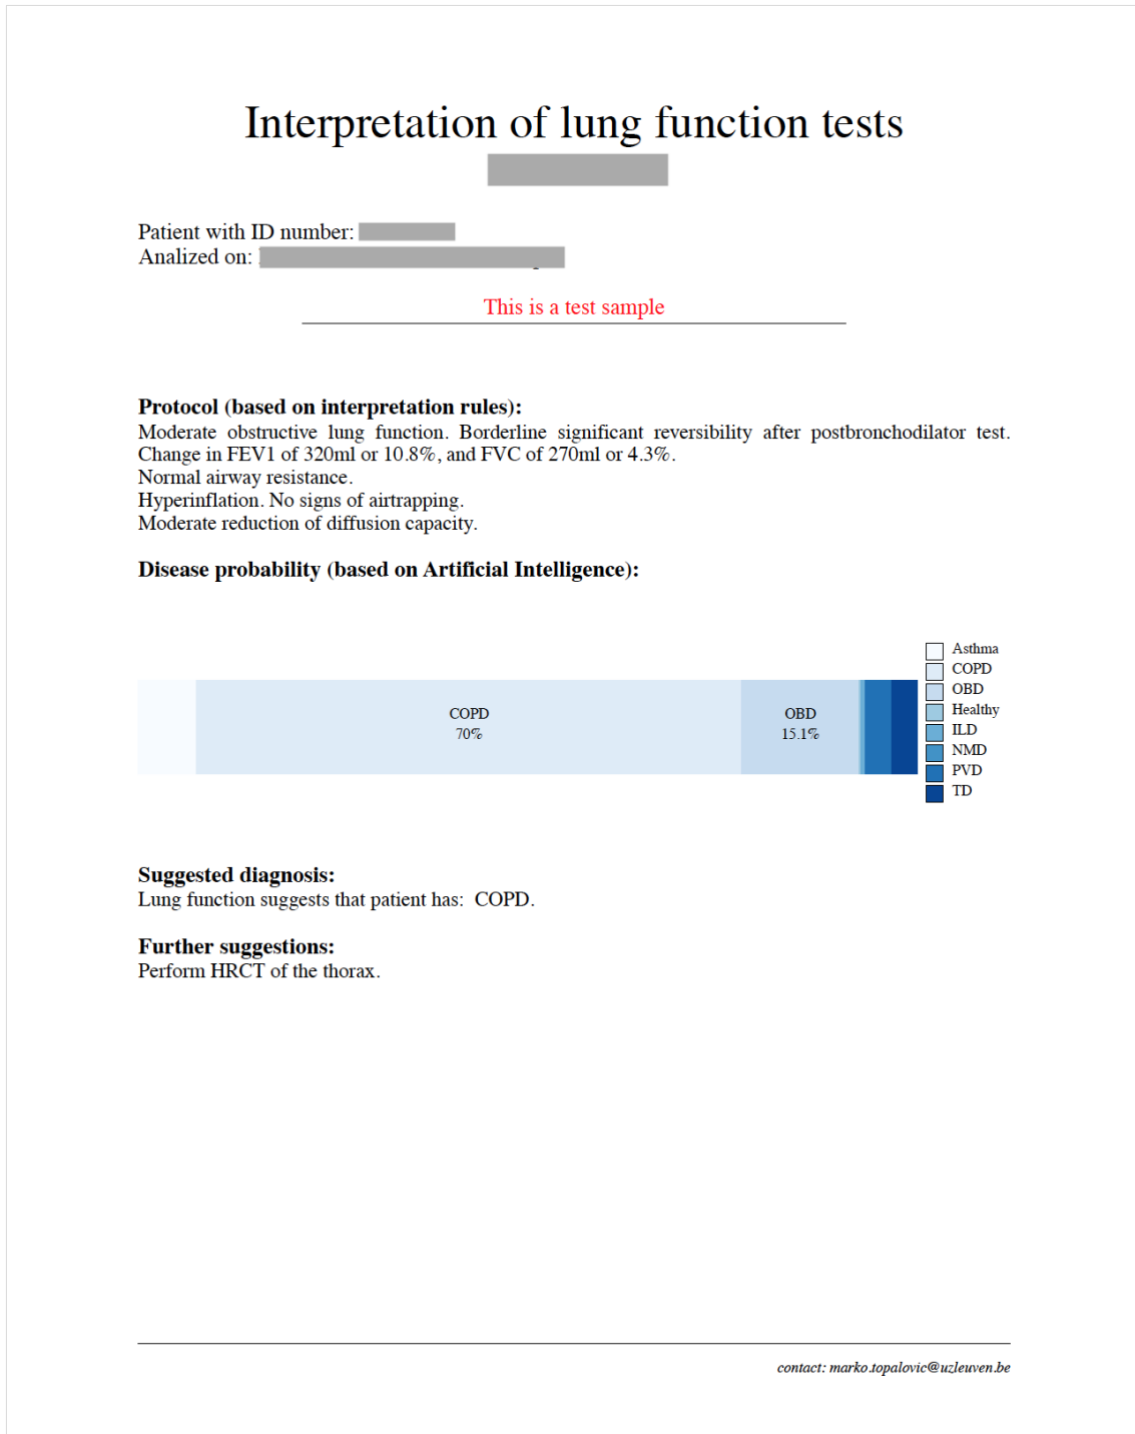 Interpretation of lung function tests
Patient with ID number:
Analized on:
This is a test sample
Protocol (based on interpretation rules):
Moderate obstructive lung function. Borderline significant reversibility after postbronchodilator test.
Change in FEV1 of 320ml or 10.8%, and FVC of 270ml or 4.3%.
Normal airway resistance.
Hyperinflation. No signs of airtrapping.
Moderate reduction of diffusion capacity.
Disease probability (based on Artificial Intelligence):
COPD
70%
OBD
15.1%
Asthma
COPD
OBD
Healthy
ILD
NMD
PVD
TD
Suggested diagnosis:
Lung function suggests that patient has: COPD.
Further suggestions:
Perform HRCT of the thorax.
contact: marko.topalovic@uzleuven.be